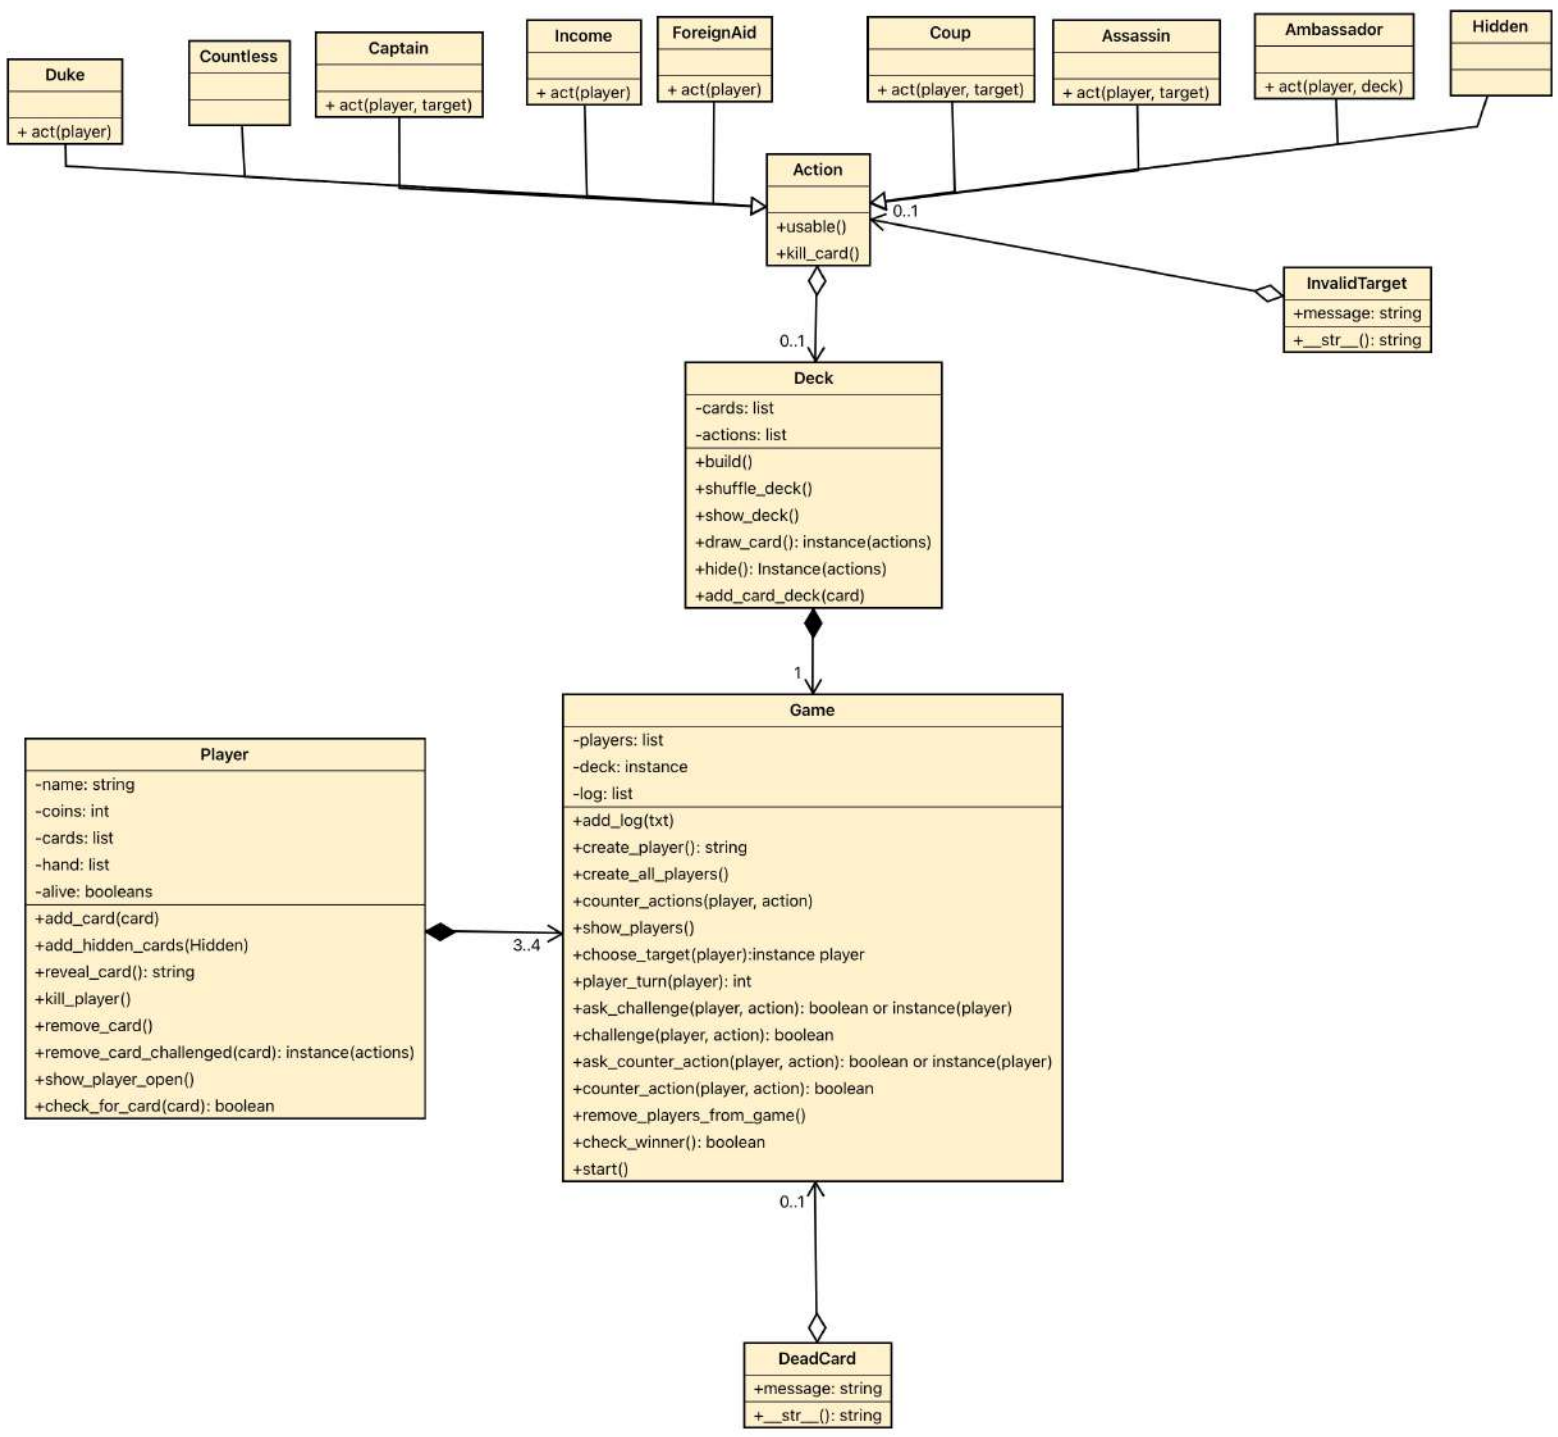 Duke
+ act(player)
Countless
Captain
+ act(player, target)
Income
+ act(player)
ForeignAid
+ act(player)
Coup
+ act(player, target)
Assassin
+ act(player, target)
Ambassador
+ act(player, deck)
Hidden
Action
+usable()
+kill_card()
0..1
InvalidTarget
+message: string
+__str__(): string
0..1
Deck
-cards: list
-actions: list
+build()
+shuffle_deck()
+show_deck()
+draw_card(): instance(actions)
+hide(): Instance(actions)
+add_card_deck(card)
1
Player
-name: string
-coins: int
-cards: list
-hand: list
-alive: booleans
+add_card(card)
+add_hidden_cards(Hidden)
+reveal_card(): string
+kill_player()
+remove_card()
+remove_card_challenged(card): instance(actions)
+show_player_open()
+check_for_card(card): boolean
3..4
Game
-players: list
-deck: instance
-log: list
+add_log(txt)
+create_player(): string
+create_all_players()
+counter_actions(player, action)
+show_players()
+choose_target(player):instance player
+player_turn(player): int
+ask_challenge(player, action): boolean or instance(player)
+challenge(player, action): boolean
+ask_counter_action(player, action): boolean or instance(player)
+counter_action(player, action): boolean
+remove_players_from_game()
+check_winner(): boolean
+start()
0..1
DeadCard
+message: string
+__str__(): string